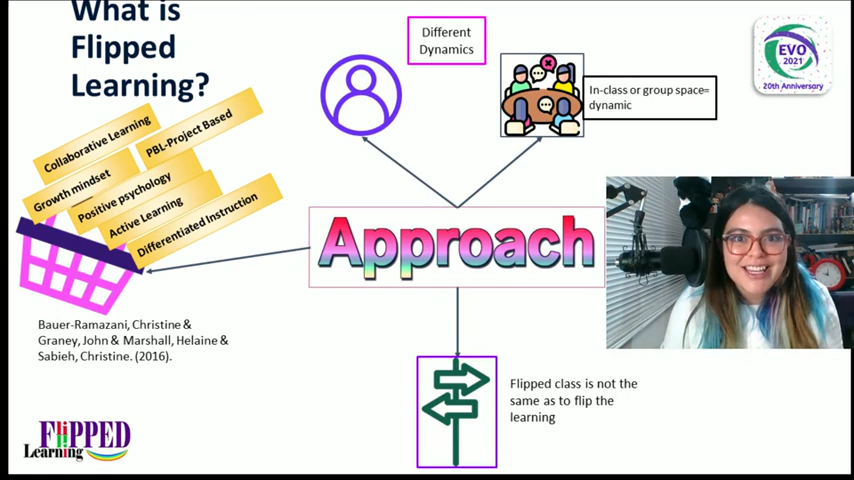 What is
Flipped
Learning?
Different
Dynamics
EVO
2021
20th Anniversary
In-class or group space=
dynamic
Collaborative Learning
PBL-Project Based
Growth mindset
Positive psychology
Active Learning
Differentiated Instruction
Approach
Bauer-Ramazani, Christine &
Graney, John & Marshall, Helaine &
Sabieh, Christine. (2016).
Flipped class is not the
same as to flip the
learning
FliPPED
Learning